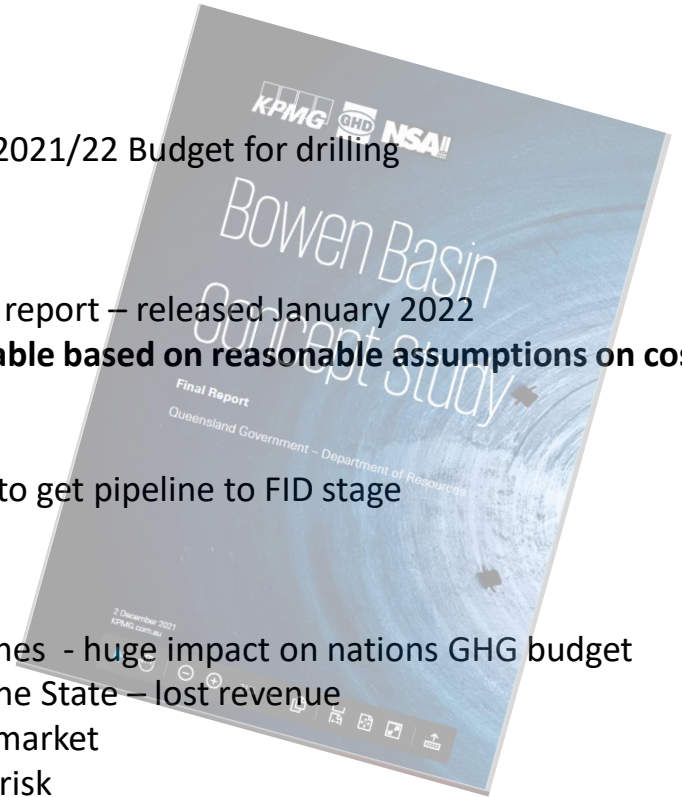 KPMG GHD NSA
2021/22 Budget for drilling
Bowen Basin
Concept Study
report – released January 2022
able based on reasonable assumptions on cos
Final Report
Queensland Government – Department of Resources
to get pipeline to FID stage
2 December 2021
KPMG.com.au
nes - huge impact on nations GHG budget
ne State – lost revenue
market
risk